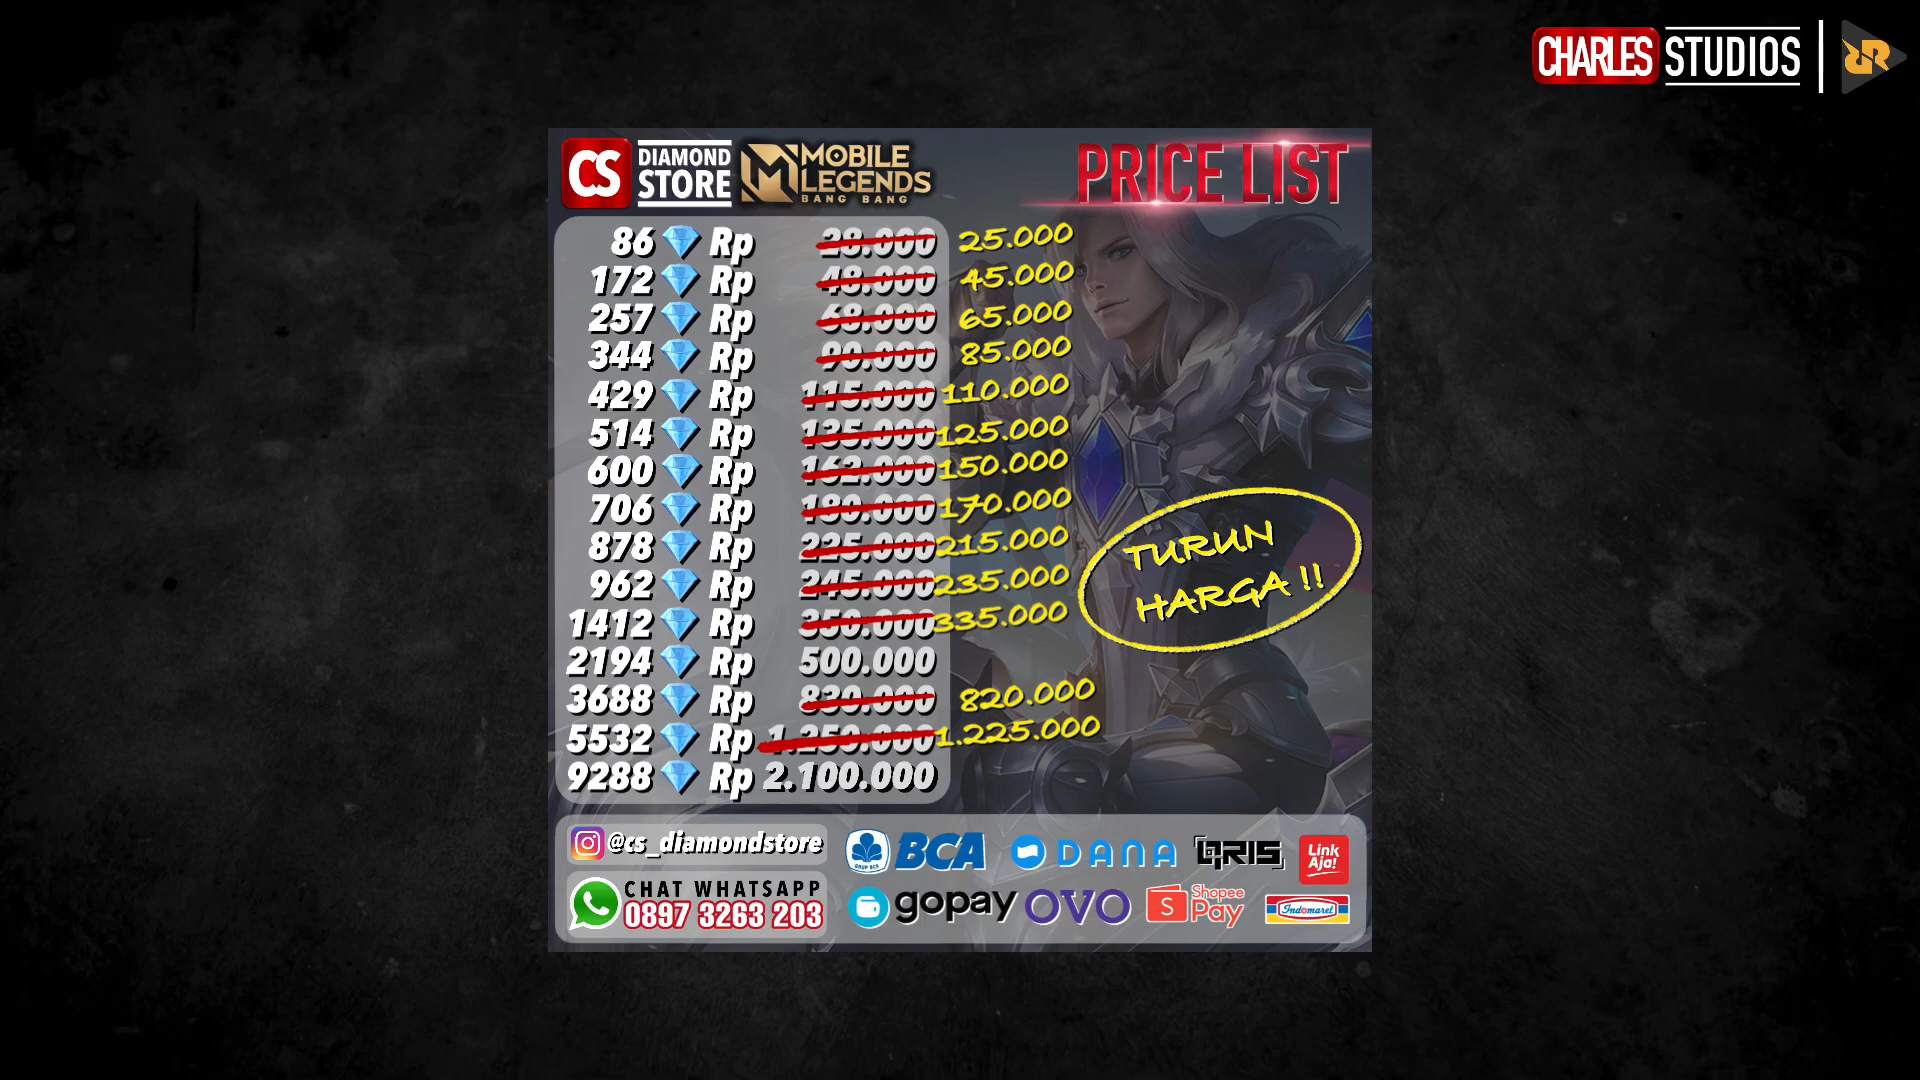 CHARLES STUDIOS
CS DIAMOND STORE MOBILE LEGENDS BANG BANG
PRICE LIST
86 Rp 28.000 25.000
172 Rp 48.000 45.000
257 Rp 68.000 65.000
344 Rp 90.000 85.000
429 Rp 115.000 110.000
514 Rp 135.000 125.000
600 Rp 162.000 150.000
706 Rp 180.000 170.000
878 Rp 225.000 215.000
962 Rp 245.000 235.000
1412 Rp 350.000 335.000
2194 Rp 500.000
3688 Rp 830.000 820.000
5532 Rp 1.250.000 1.225.000
9288 Rp 2.100.000
TURUN
HARGA !!
@cs_diamondstore
CHAT WHATSAPP
0897 3263 203
GRUP BCA BCA DANA QRIS Link Aja!
gopay OVO S Shopee Pay Indomaret